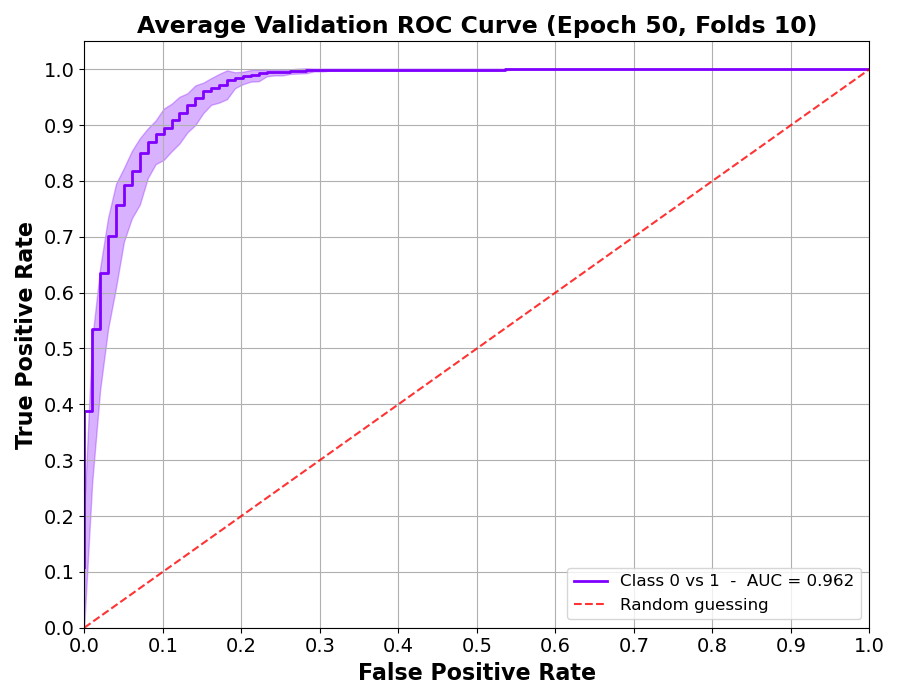 Average Validation ROC Curve (Epoch 50, Folds 10)
True Positive Rate
1.0
0.9
0.8
0.7
0.6
0.5
0.4
0.3
0.2
0.1
0.0
Class 0 vs 1 - AUC = 0.962
Random guessing
0.0 0.1 0.2 0.3 0.4 0.5 0.6 0.7 0.8 0.9 1.0
False Positive Rate